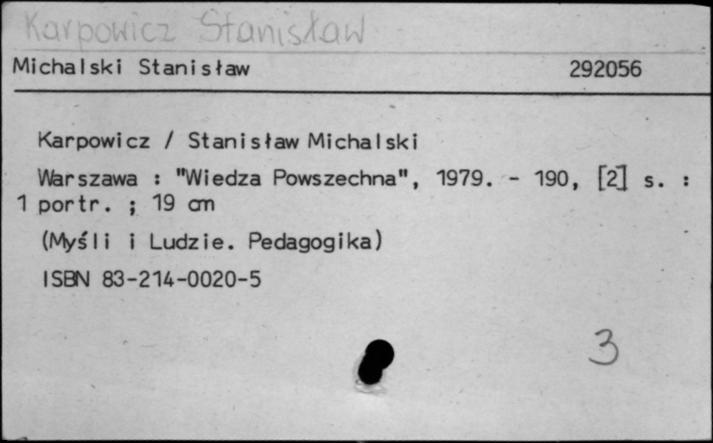 Karpowicz Stanisław
Michalski Stanisław 292056
Karpowicz / Stanisław Michalski
Warszawa : "Wiedza Powszechna", 1979. - 190, [2] s. :
1 portr. ; 19 cm
(Myśli i Ludzie. Pedagogika)
ISBN 83-214-0020-5
3